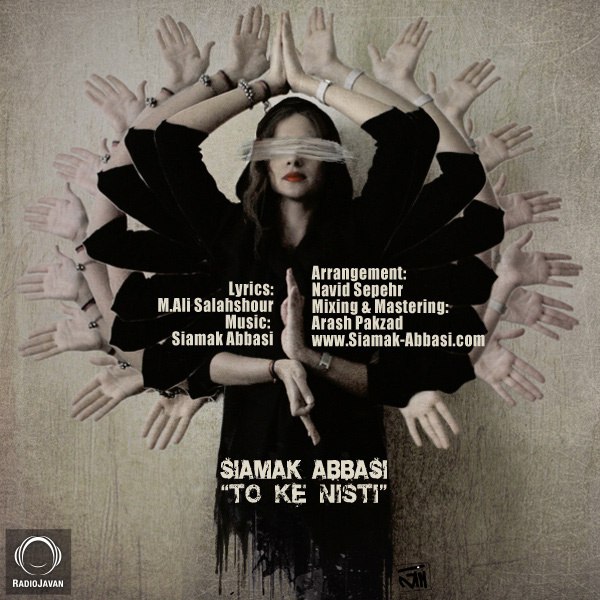 Lyrics:
M.Ali Salahshour
Music:
Siamak Abbasi
Arrangement:
Navid Sepehr
Mixing & Mastering:
Arash Pakzad
www.Siamak-Abbasi.com
SIAMAK ABBASI
"TO KE NISTI"
RADIOJAVAN